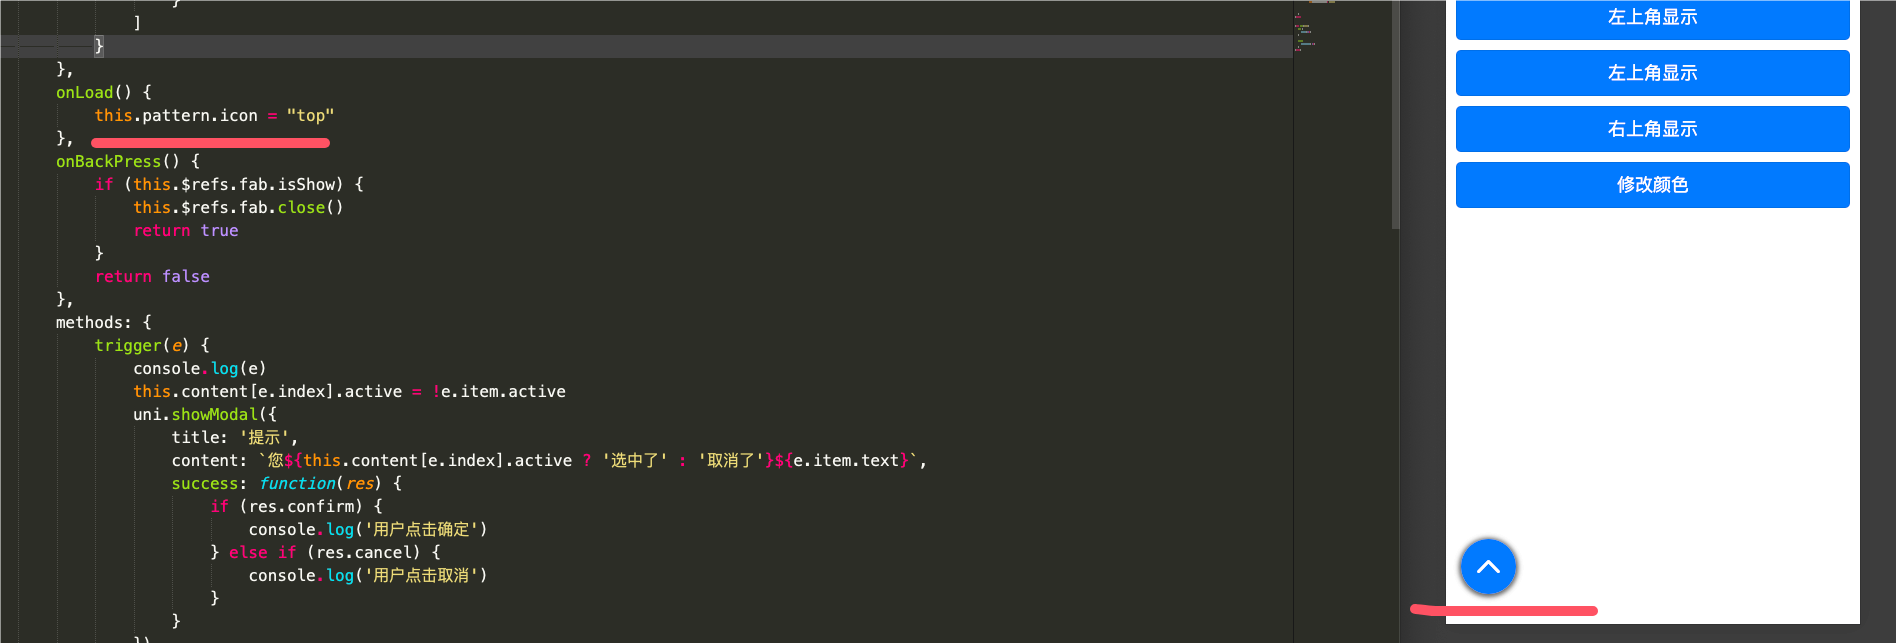 ]
}
},
onLoad() {
this.pattern.icon = "top"
},
onBackPress() {
if (this.$refs.fab.isShow) {
this.$refs.fab.close()
return true
}
return false
},
methods: {
trigger(e) {
console.log(e)
this.content[e.index].active = !e.item.active
uni.showModal({
title: '提示',
content: `您${this.content[e.index].active ? '选中了' : '取消了'}${e.item.text}`,
success: function(res) {
if (res.confirm) {
console.log('用户点击确定')
} else if (res.cancel) {
console.log('用户点击取消')
}
}
})
左上角显示
左上角显示
右上角显示
修改颜色